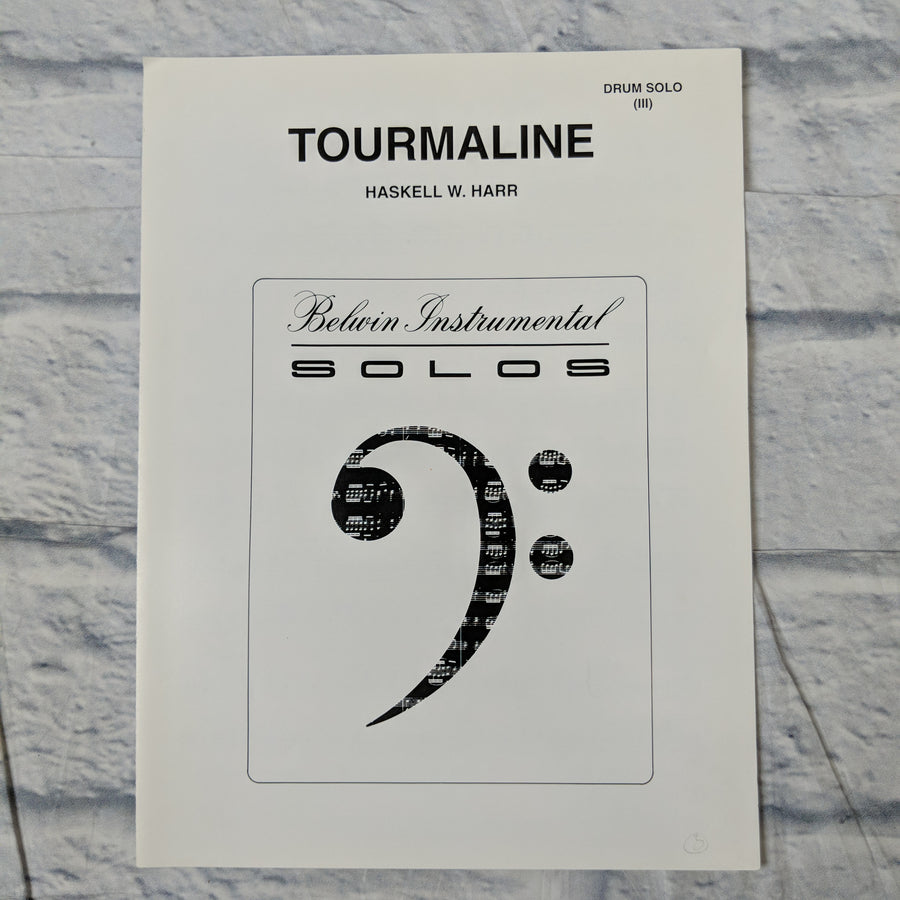 DRUM SOLO
(III)
TOURMALINE
HASKELL W. HARR
Belwin Instrumental
SOLOS